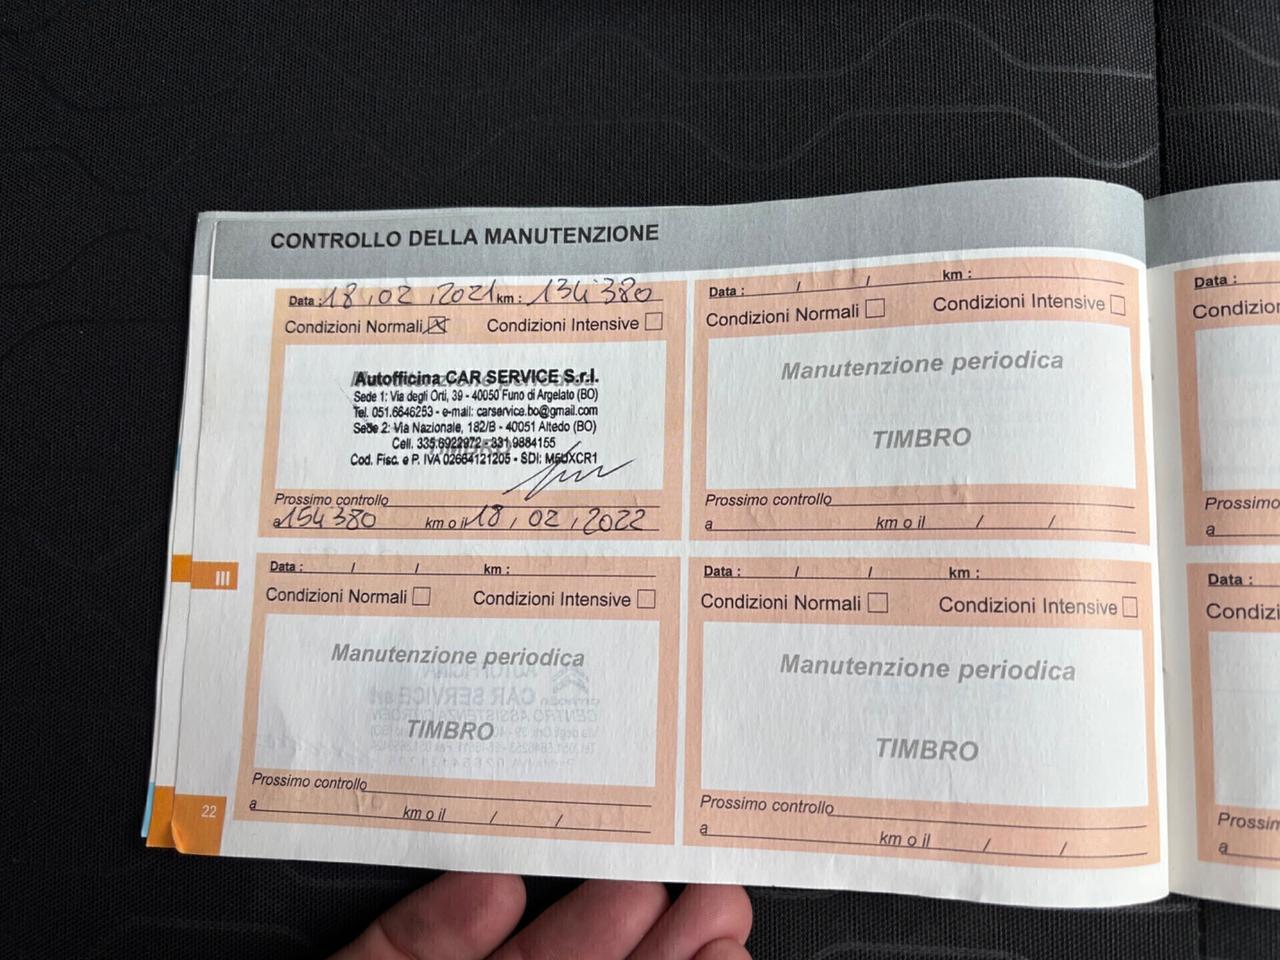 CONTROLLO DELLA MANUTENZIONE
Data : 18 , 02 , 2021 km : 134'380
Condizioni Normali Condizioni Intensive
Autofficina CAR SERVICE S.r.l.
Sede 1: Via degli Orti, 39 - 40050 Funo di Argelato (BO)
Tel. 051.6646253 - e-mail: carservice.bo@gmail.com
Sede 2: Via Nazionale, 182/B - 40051 Altedo (BO)
Cell. 335.6922972 - 331.9884155
Cod. Fisc. e P. IVA 02664121205 - SDI: M5UXCR1
Prossimo controllo
a 154380 km o il 18 , 02 , 2022
Data : / / km :
Condizioni Normali Condizioni Intensive
Manutenzione periodica
TIMBRO
Prossimo controllo
a km o il / /
III
Data : / / km :
Condizioni Normali Condizioni Intensive
Manutenzione periodica
TIMBRO
Prossimo controllo
a km o il / /
Data : / / km :
Condizioni Normali Condizioni Intensive
Manutenzione periodica
TIMBRO
Prossimo controllo
a km o il / /
22
Data :
Condizion
Prossimo
a
Data :
Condizi
Prossin
a